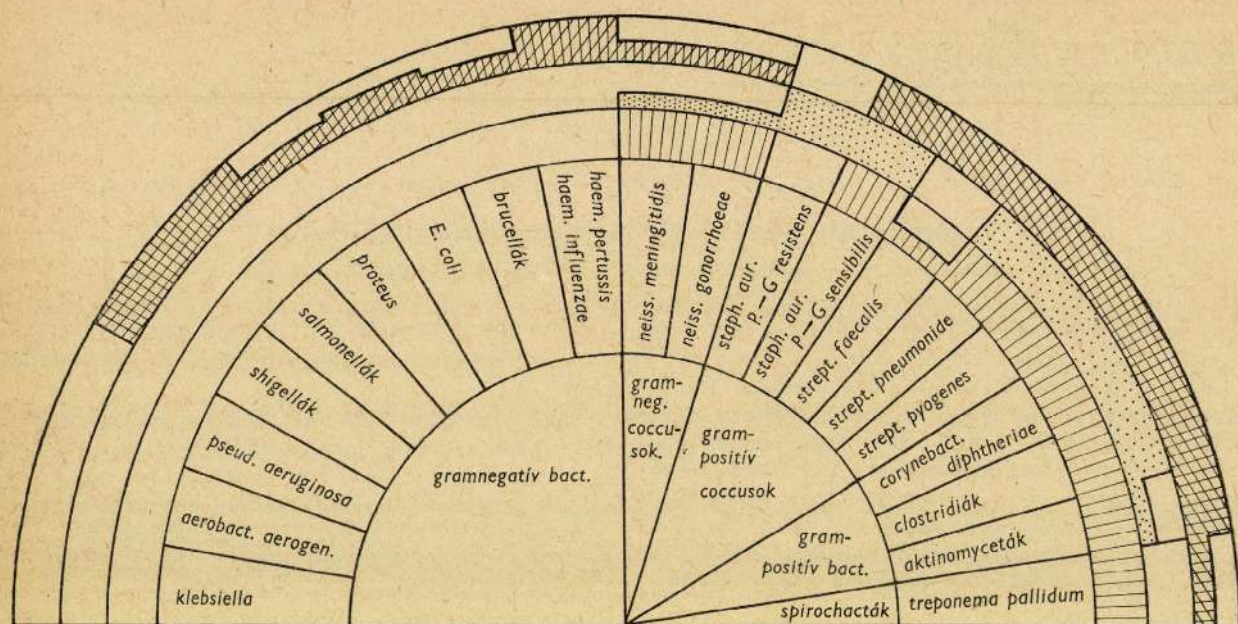 klebsiella
aerobact. aerogen.
pseud. aeruginosa
shigellák
salmonellák
proteus
E. coli
brucellák
haem. pertussis
haem. influenzae
neiss. meningitidis
neiss. gonorrhoeae
staph. aur.
P.—G resistens
staph. aur.
P—G sensibilis
strept. faecalis
strept. pneumonide
strept. pyogenes
corynebact.
diphtheriae
clostridiák
aktinomyceták
treponema pallidum
gramnegatív bact.
gram-
neg.
coccu-
sok.
gram-
positív
coccusok
gram-
positív bact.
spirochacták